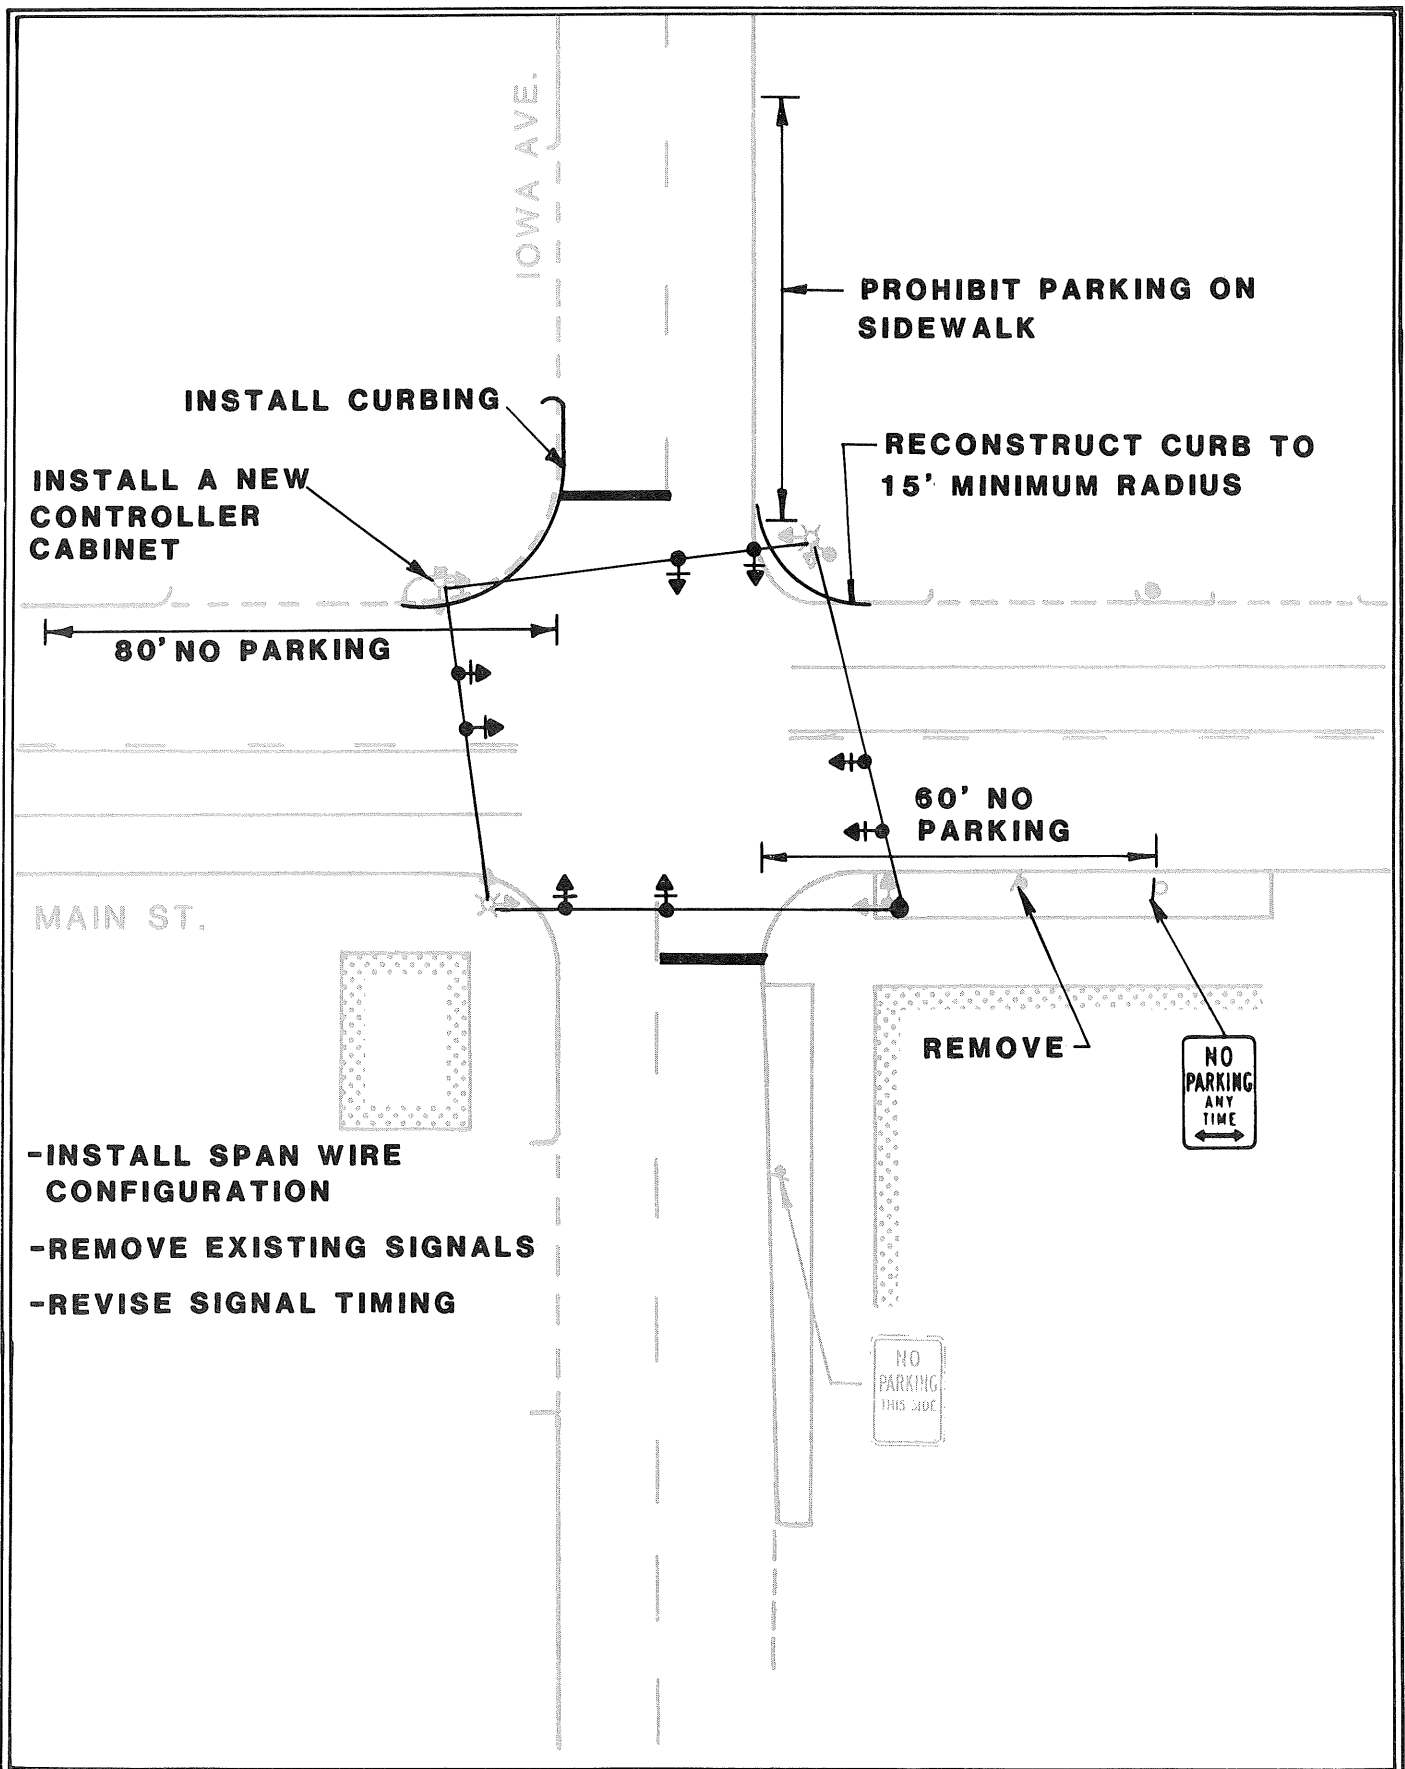 IOWA AVE.
PROHIBIT PARKING ON
SIDEWALK
INSTALL CURBING
RECONSTRUCT CURB TO
15' MINIMUM RADIUS
INSTALL A NEW
CONTROLLER
CABINET
80' NO PARKING
60' NO
PARKING
MAIN ST.
REMOVE
NO
PARKING
ANY
TIME
-INSTALL SPAN WIRE
CONFIGURATION
-REMOVE EXISTING SIGNALS
-REVISE SIGNAL TIMING
NO
PARKING
THIS SIDE